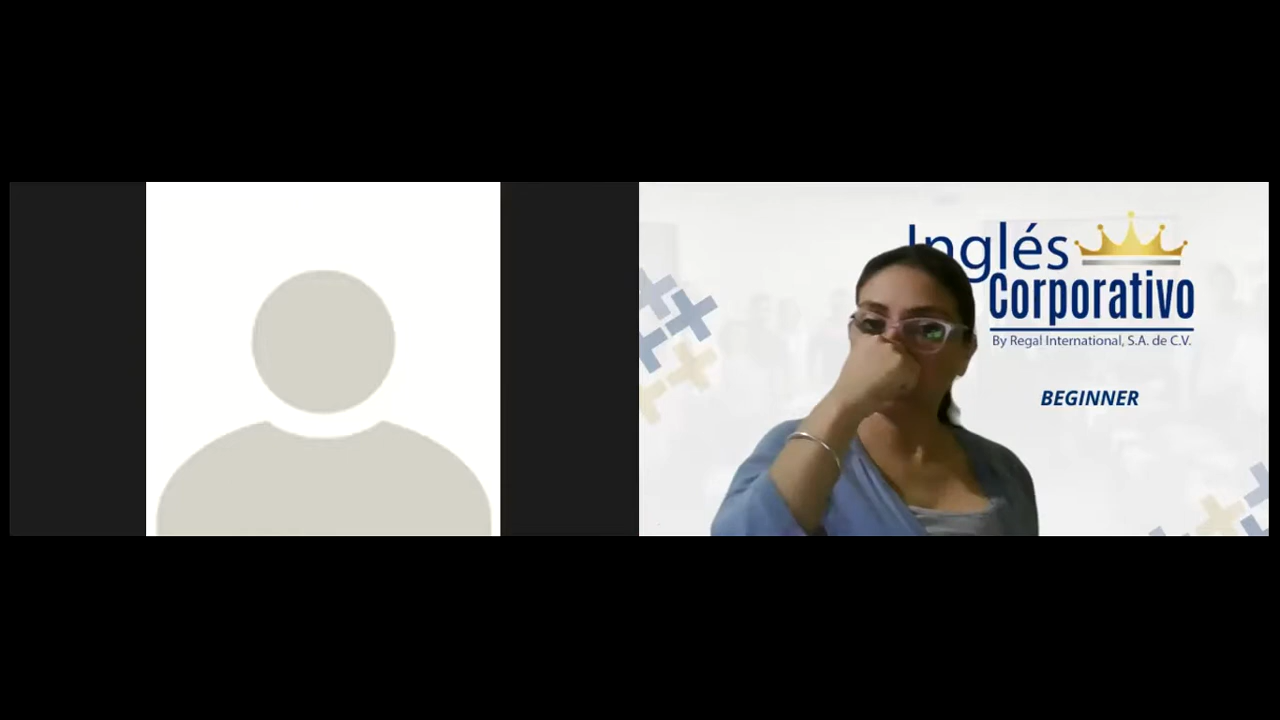 Inglés
Corporativo
By Regal International, S.A. de C.V.
BEGINNER